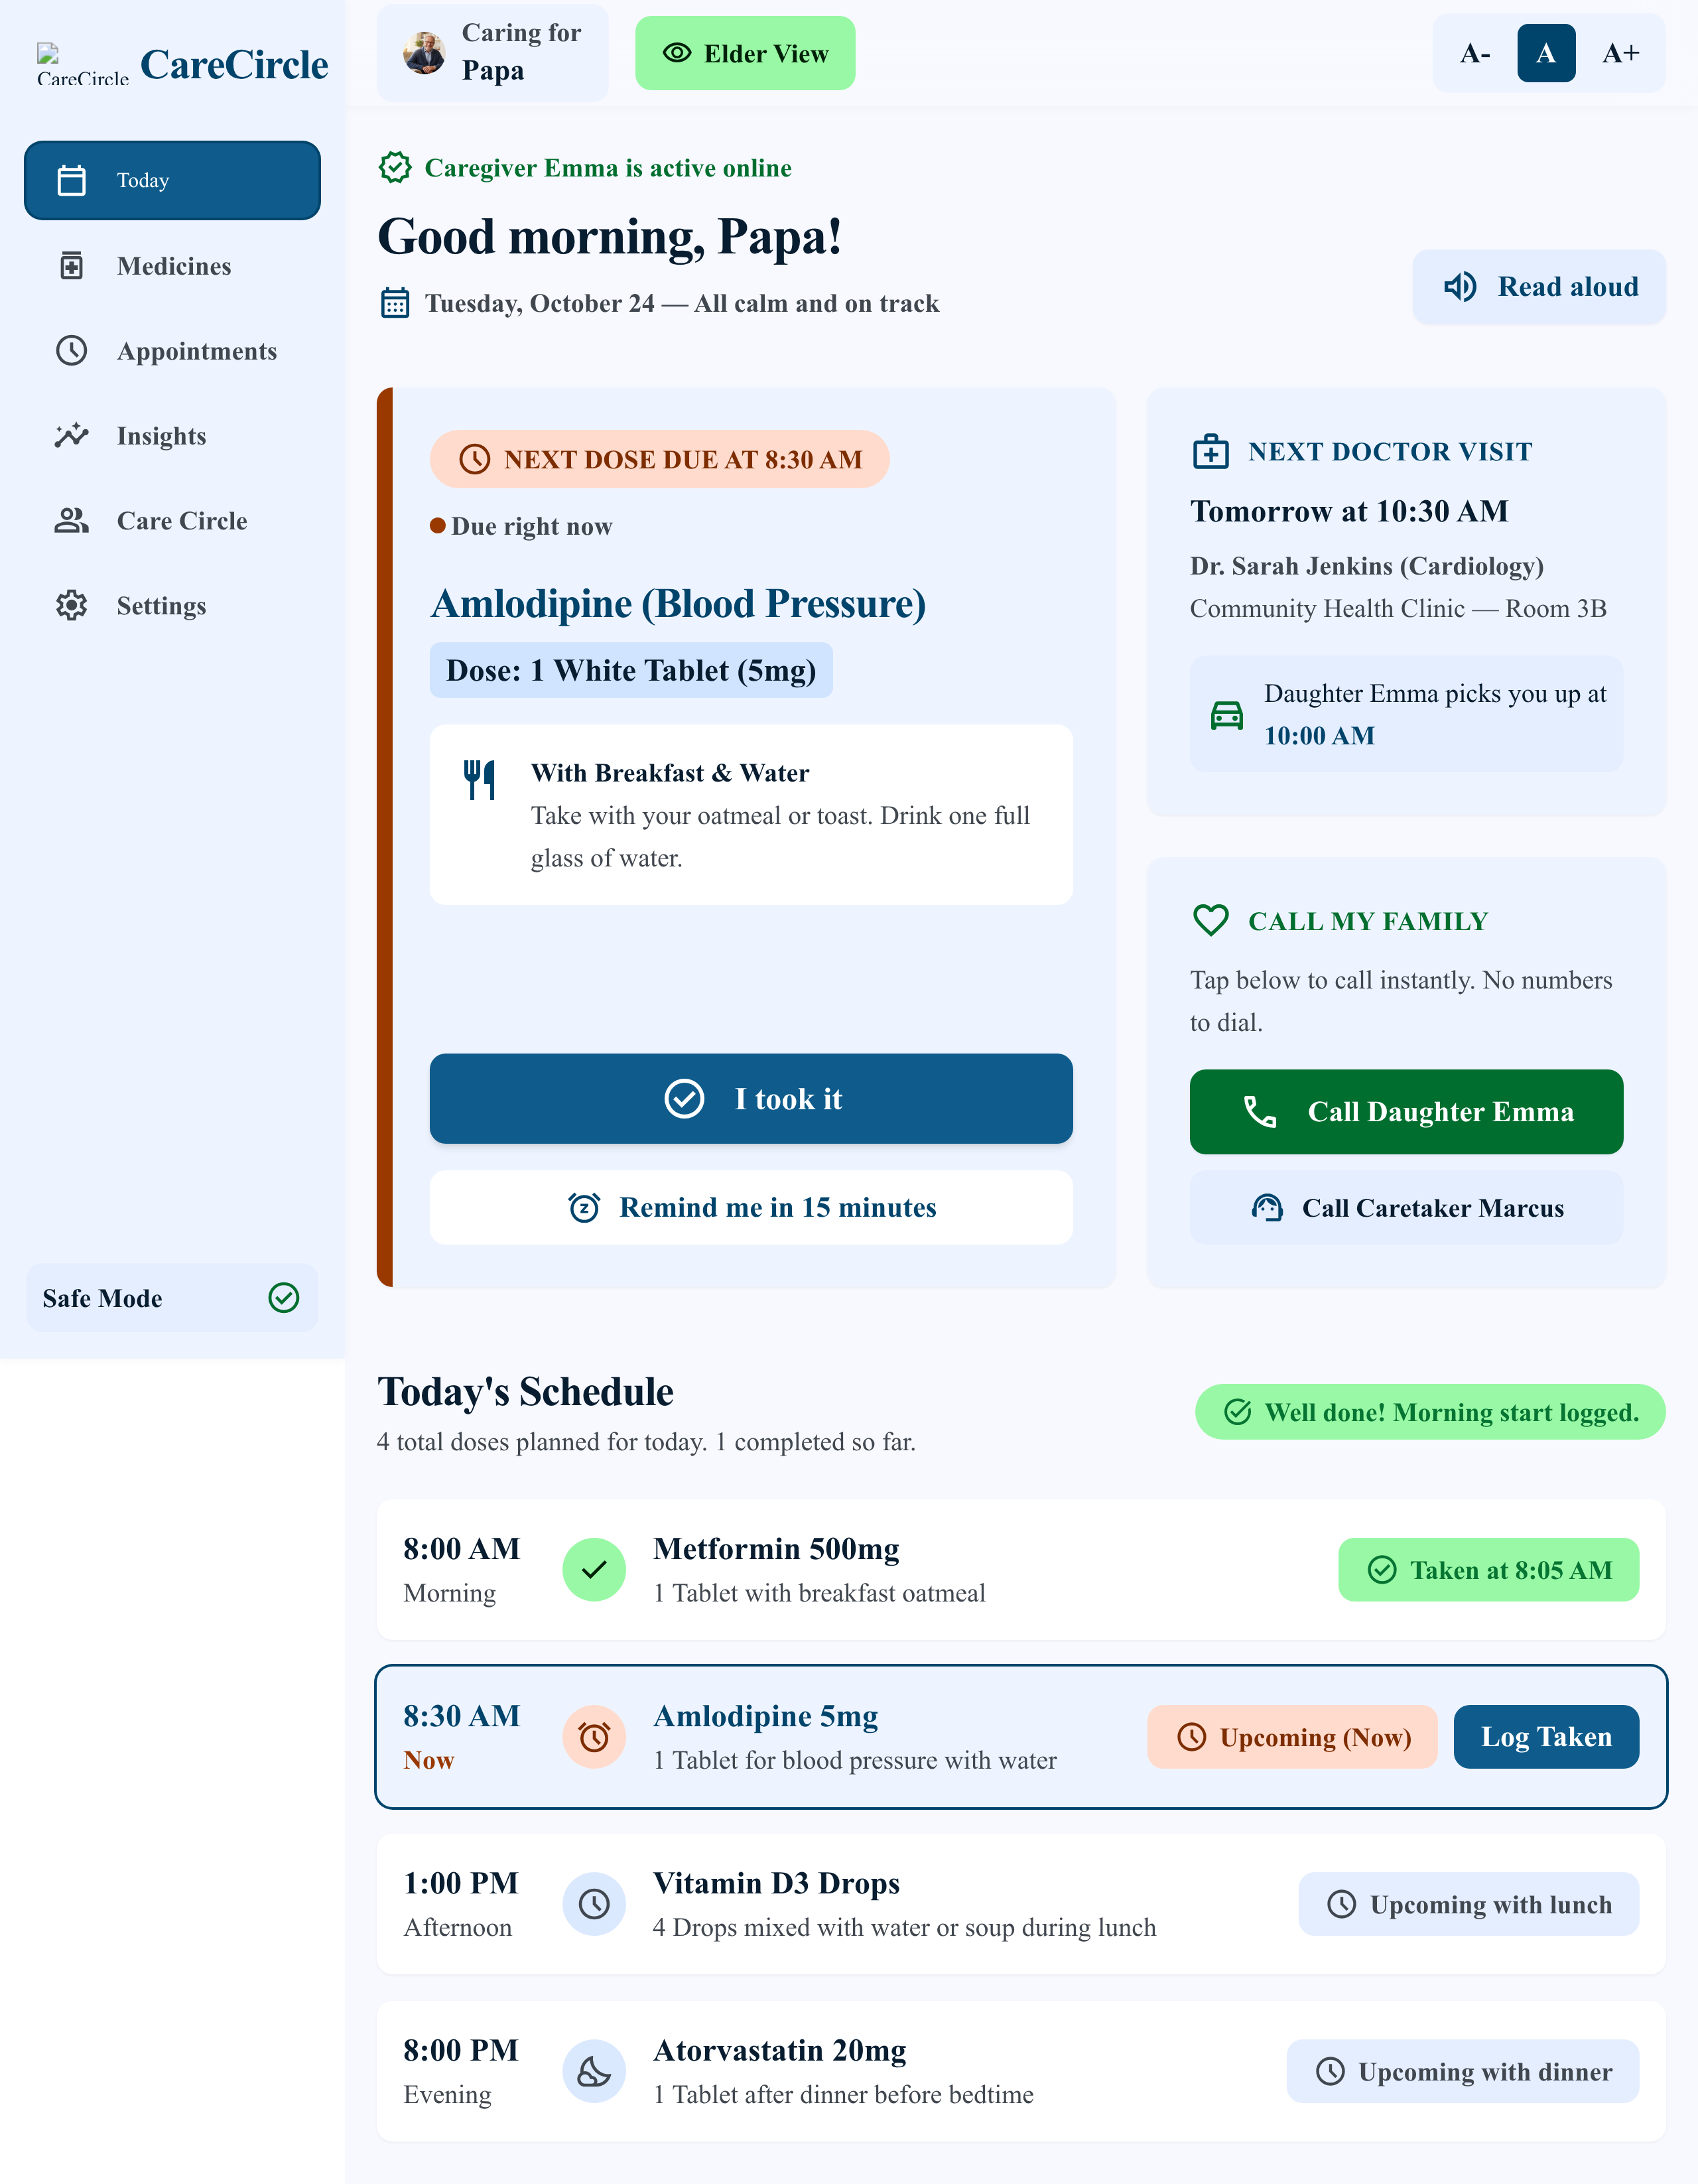 CareCircle
CareCircle
Today
Medicines
Appointments
Insights
Care Circle
Settings
Safe Mode
Caring for
Papa
Elder View
A-
A
A+
Caregiver Emma is active online
Good morning, Papa!
Tuesday, October 24 — All calm and on track
Read aloud
NEXT DOSE DUE AT 8:30 AM
Due right now
Amlodipine (Blood Pressure)
Dose: 1 White Tablet (5mg)
With Breakfast & Water
Take with your oatmeal or toast. Drink one full
glass of water.
I took it
Remind me in 15 minutes
NEXT DOCTOR VISIT
Tomorrow at 10:30 AM
Dr. Sarah Jenkins (Cardiology)
Community Health Clinic — Room 3B
Daughter Emma picks you up at
10:00 AM
CALL MY FAMILY
Tap below to call instantly. No numbers
to dial.
Call Daughter Emma
Call Caretaker Marcus
Today's Schedule
4 total doses planned for today. 1 completed so far.
Well done! Morning start logged.
8:00 AM
Morning
Metformin 500mg
1 Tablet with breakfast oatmeal
Taken at 8:05 AM
8:30 AM
Now
Amlodipine 5mg
1 Tablet for blood pressure with water
Upcoming (Now)
Log Taken
1:00 PM
Afternoon
Vitamin D3 Drops
4 Drops mixed with water or soup during lunch
Upcoming with lunch
8:00 PM
Evening
Atorvastatin 20mg
1 Tablet after dinner before bedtime
Upcoming with dinner